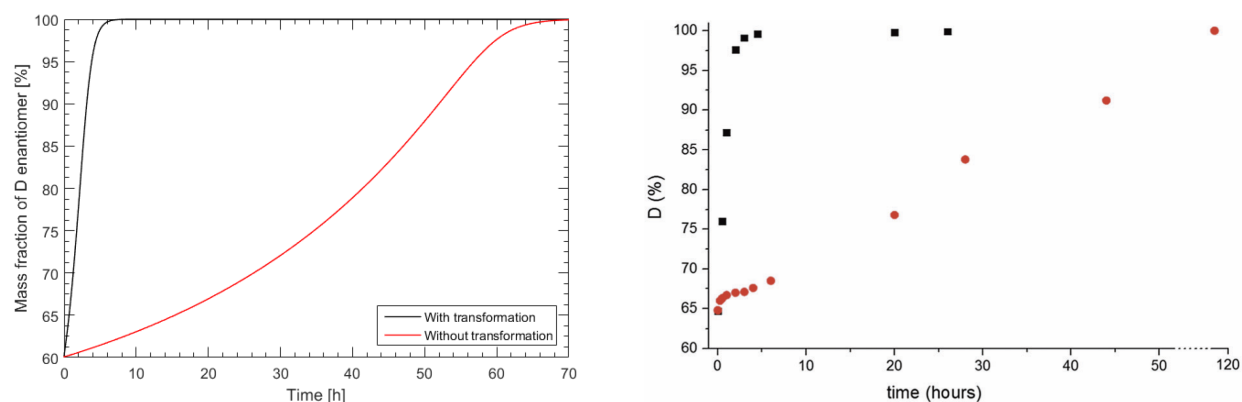 100
95
90
85
80
75
70
65
60
Mass fraction of D enantiomer [%]
With transformation
Without transformation
0 10 20 30 40 50 60 70
Time [h]
100
95
90
85
80
75
70
65
60
D (%)
0 10 20 30 40 50 120
time (hours)